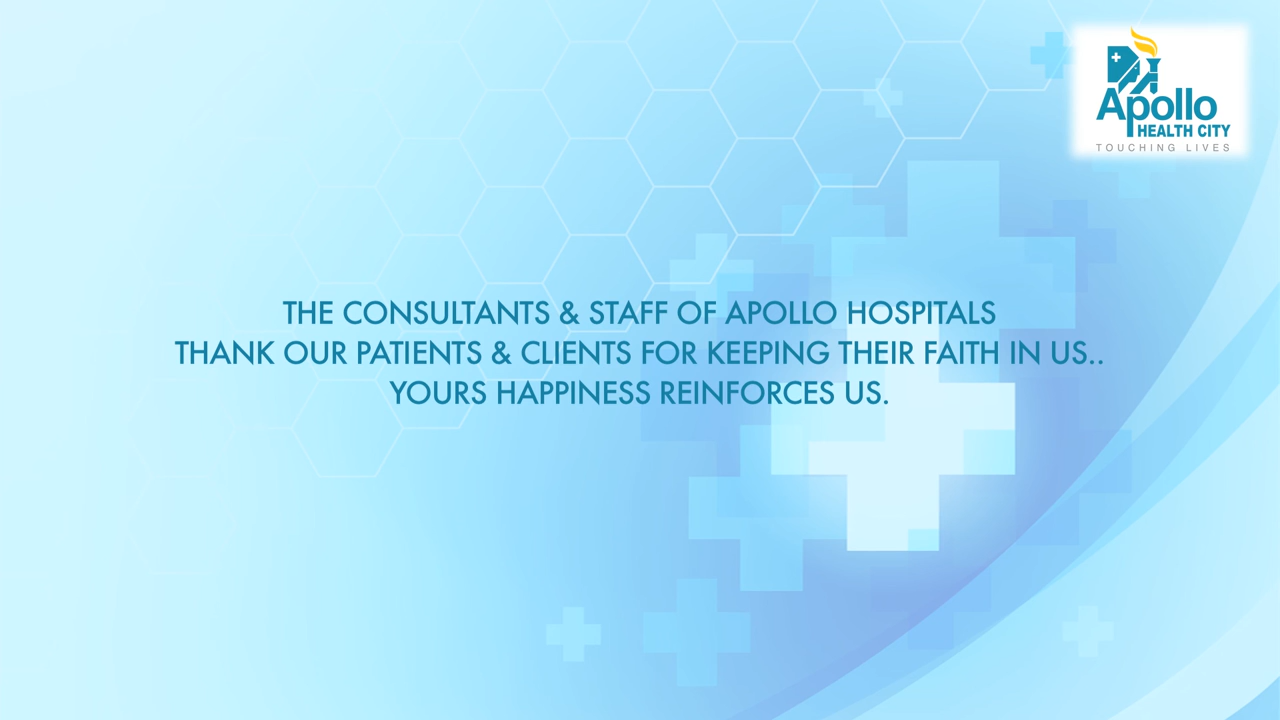 Apollo
HEALTH CITY
TOUCHING LIVES
THE CONSULTANTS & STAFF OF APOLLO HOSPITALS
THANK OUR PATIENTS & CLIENTS FOR KEEPING THEIR FAITH IN US..
YOURS HAPPINESS REINFORCES US.